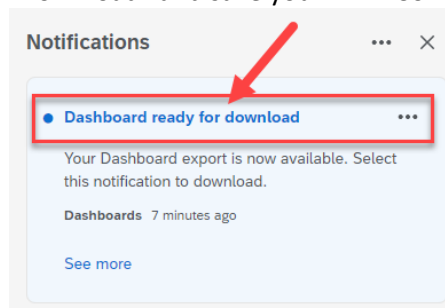 Notifications
Dashboard ready for download
Your Dashboard export is now available. Select
this notification to download.
Dashboards 7 minutes ago
See more